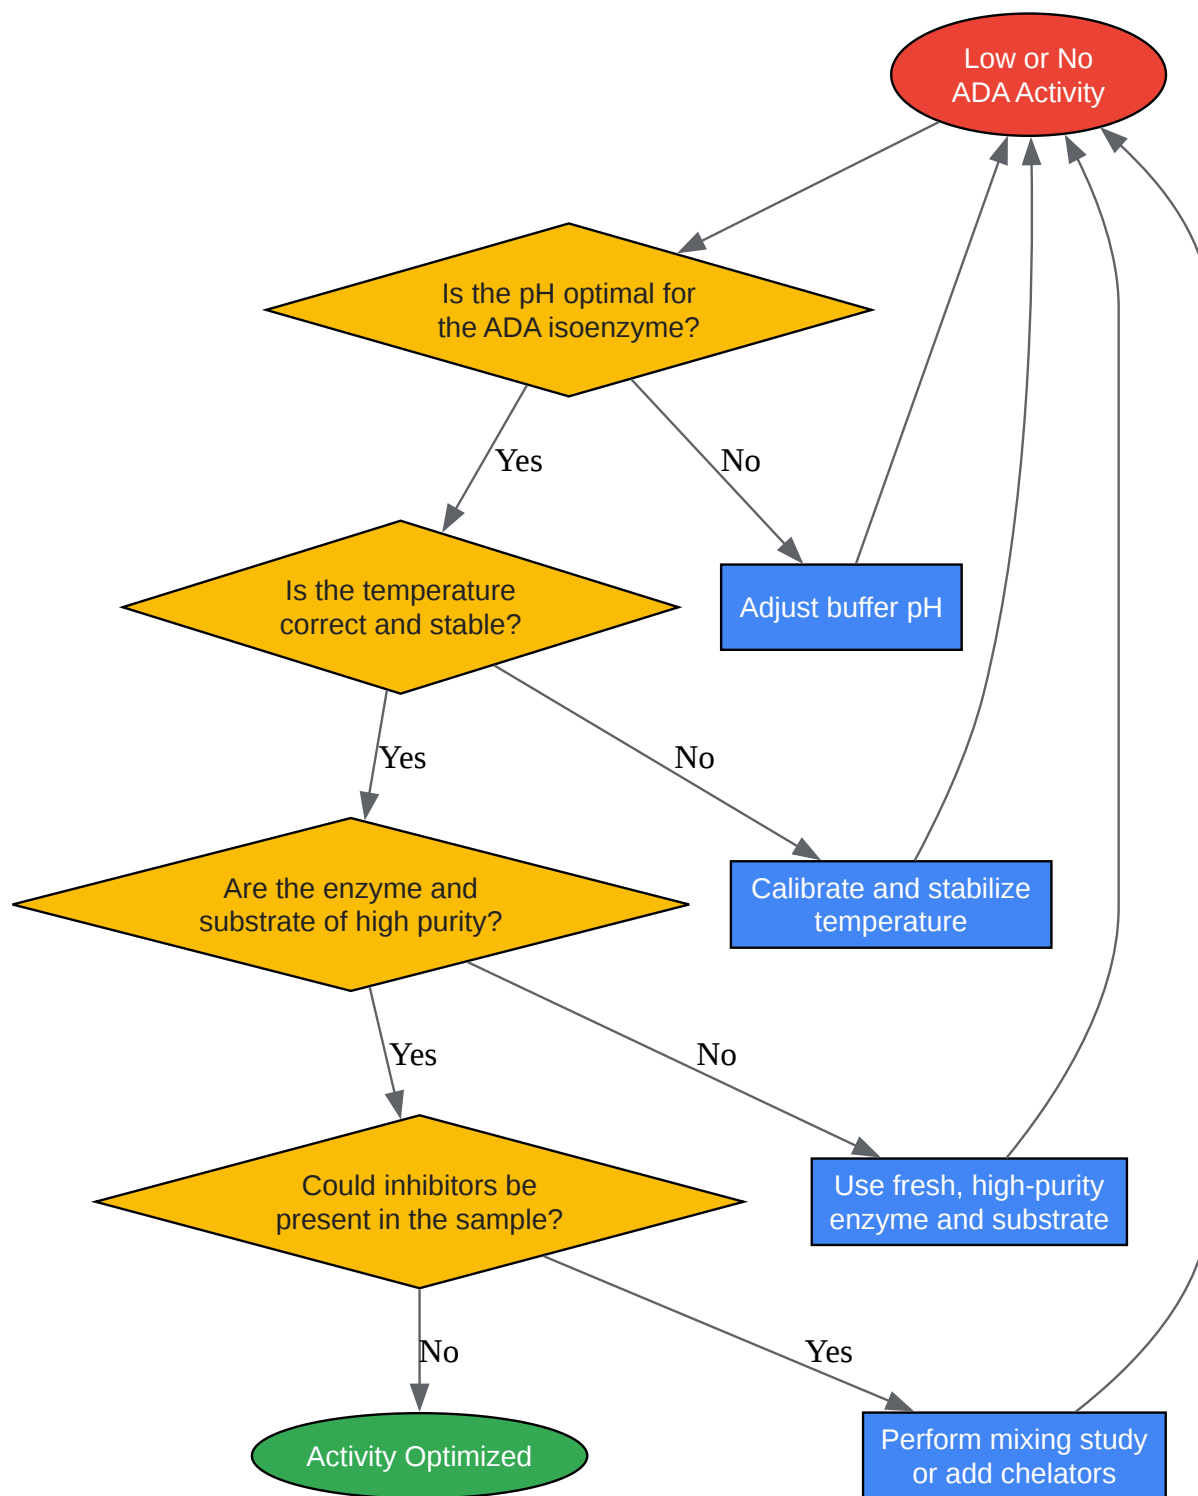 Low or No
ADA Activity
Is the pH optimal for
the ADA isoenzyme?
Yes
No
Is the temperature
correct and stable?
Adjust buffer pH
Yes
No
Are the enzyme and
substrate of high purity?
Calibrate and stabilize
temperature
Yes
No
Could inhibitors be
present in the sample?
Use fresh, high-purity
enzyme and substrate
No
Yes
Activity Optimized
Perform mixing study
or add chelators